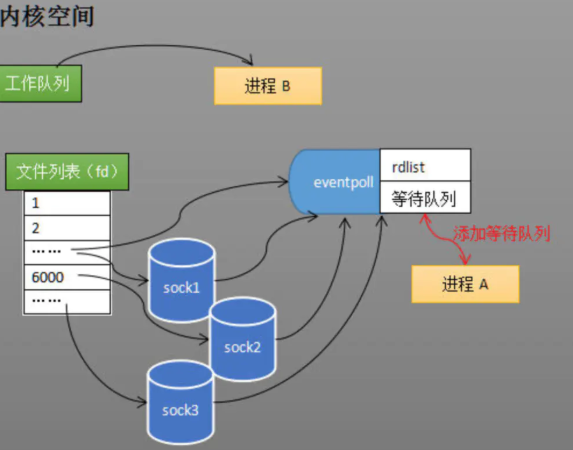 内核空间
工作队列
进程 B
文件列表（fd）
1
2
……
6000
……
eventpoll
rdlist
等待队列
添加等待队列
进程 A
sock1
sock2
sock3